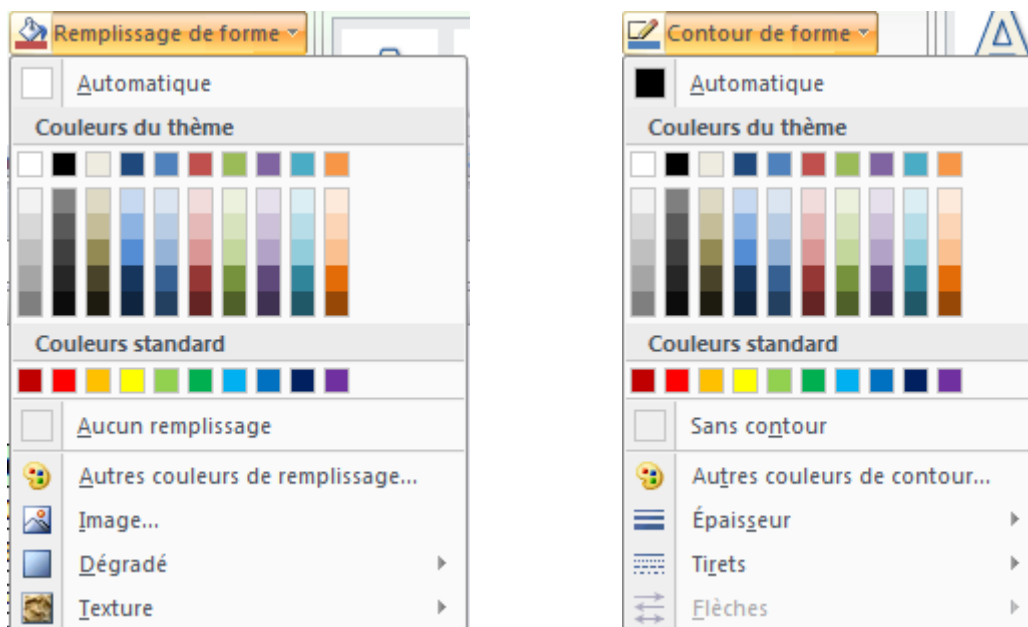 Remplissage de forme
Automatique
Couleurs du thème
Couleurs standard
Aucun remplissage
Autres couleurs de remplissage...
Image...
Dégradé
Texture
Contour de forme
Automatique
Couleurs du thème
Couleurs standard
Sans contour
Autres couleurs de contour...
Épaisseur
Tirets
Flèches